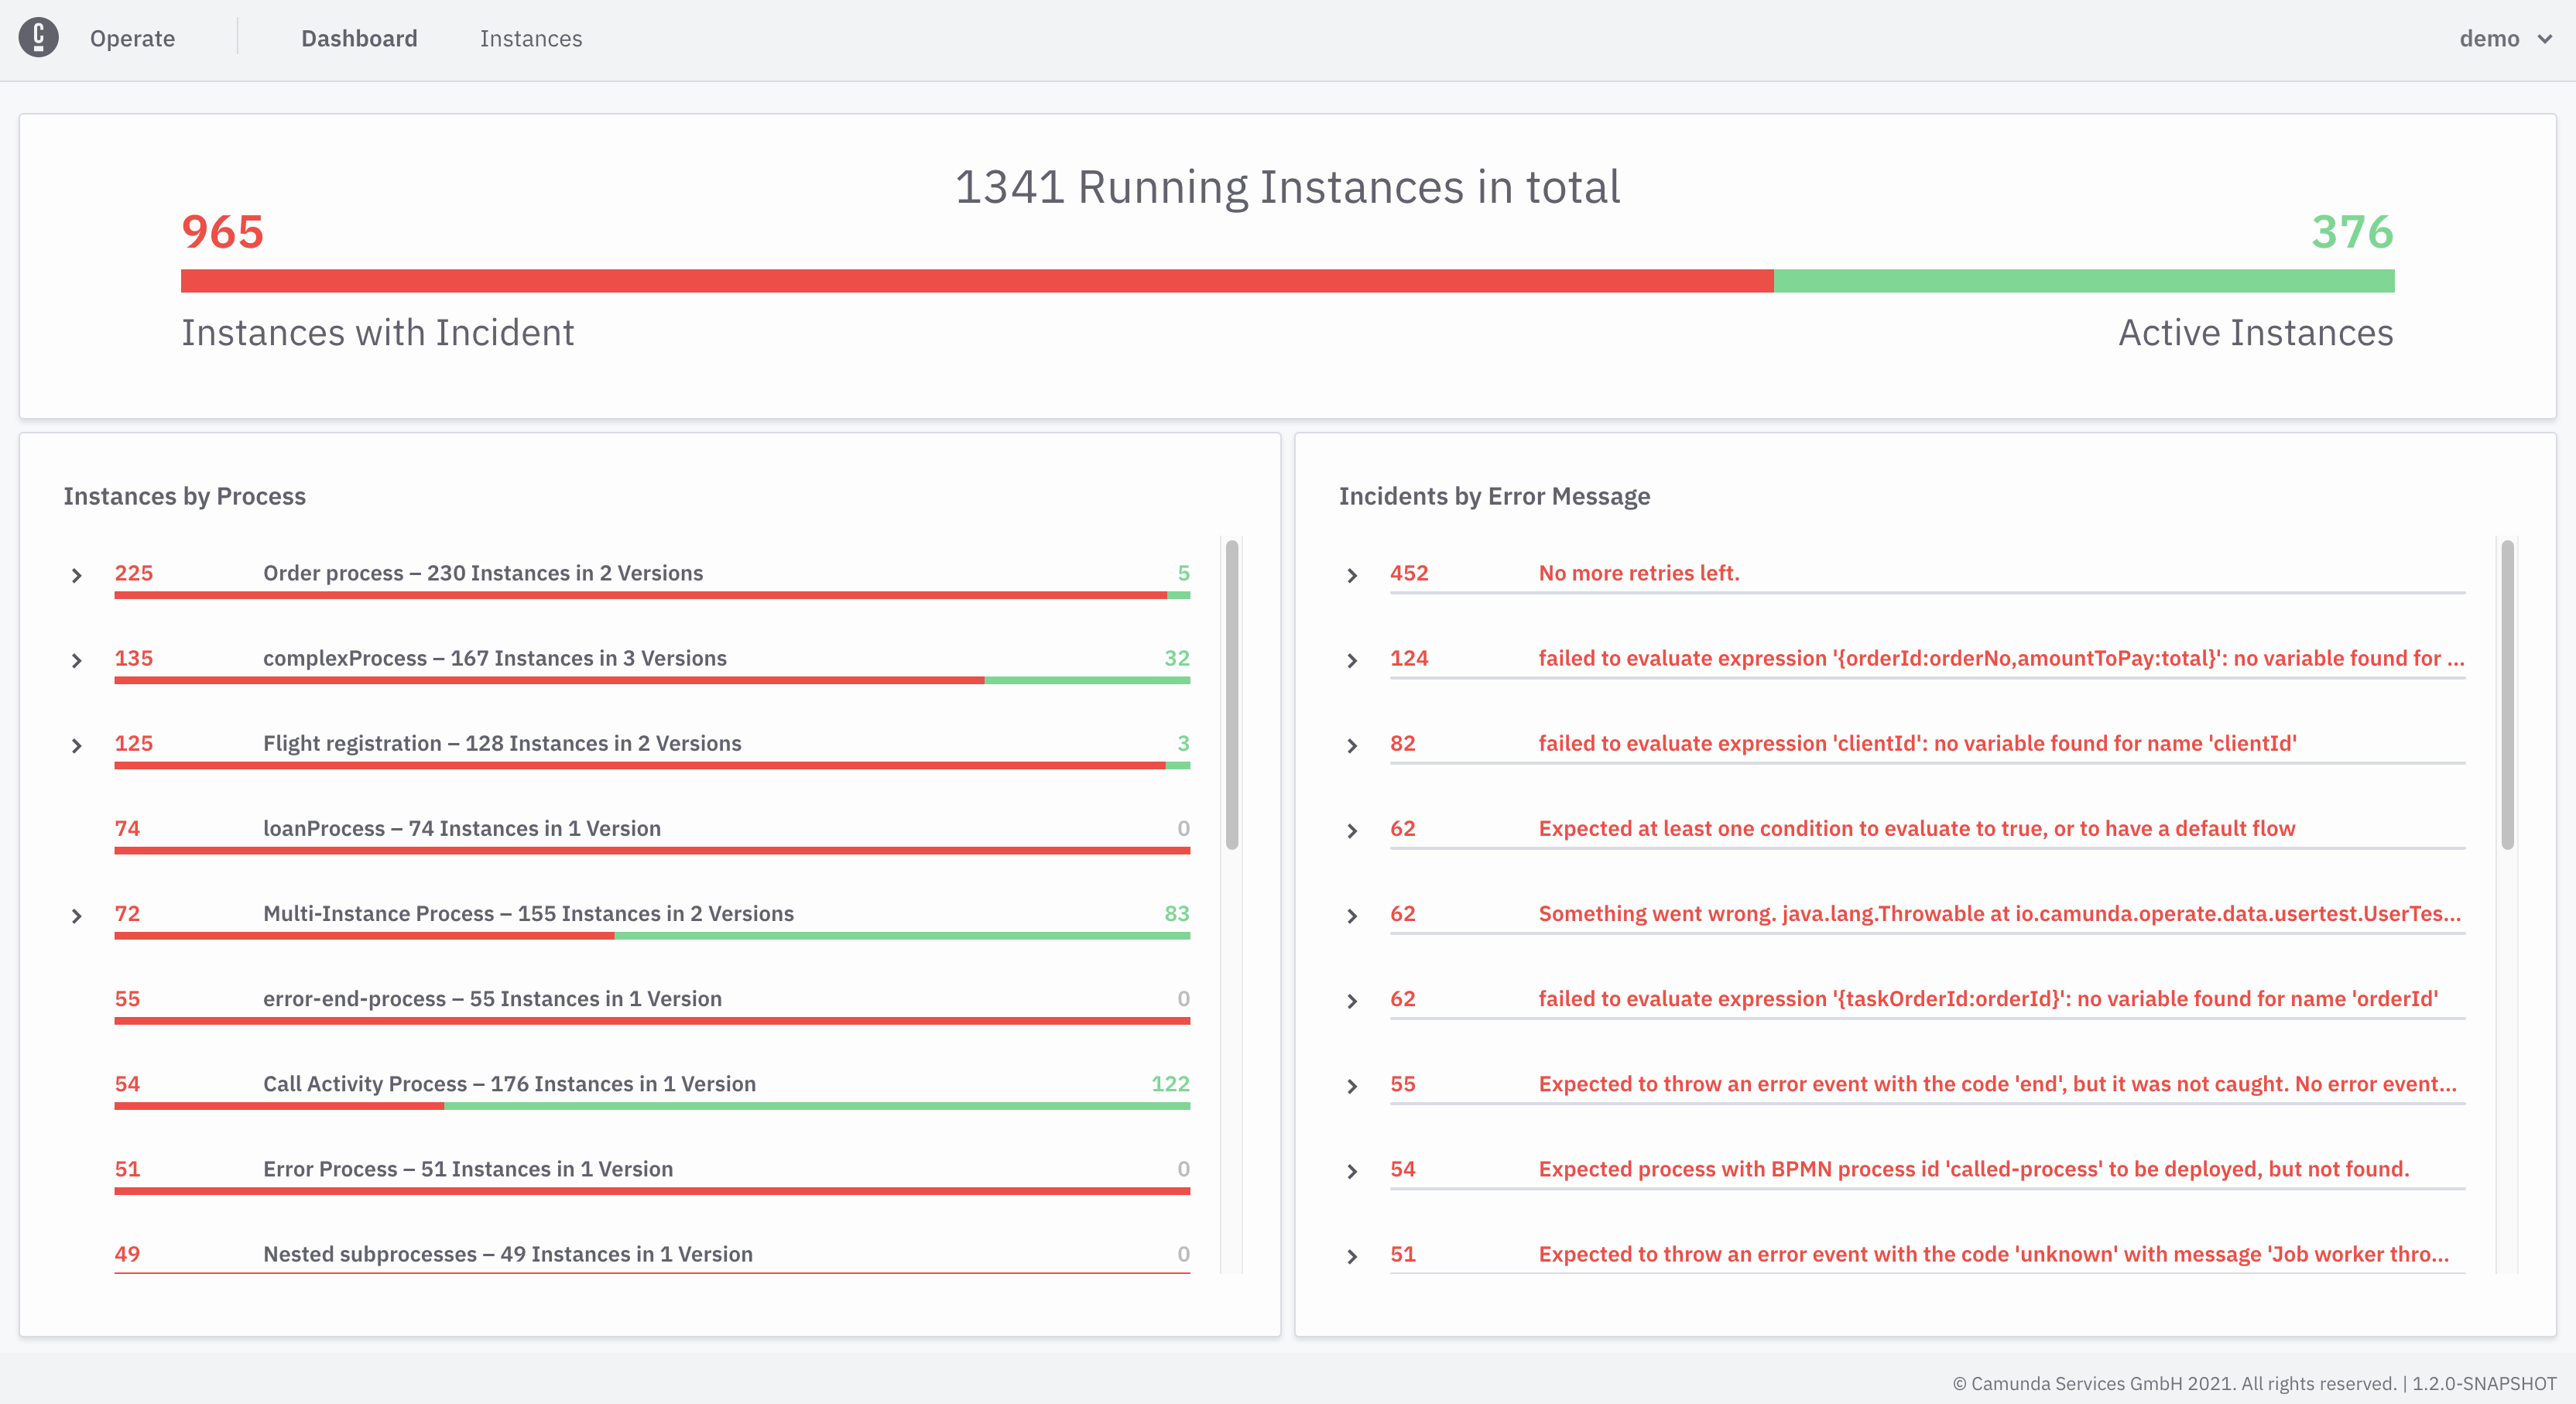 Operate
Dashboard
Instances
demo
1341 Running Instances in total
965
376
Instances with Incident
Active Instances
Instances by Process
225 Order process – 230 Instances in 2 Versions 5
135 complexProcess – 167 Instances in 3 Versions 32
125 Flight registration – 128 Instances in 2 Versions 3
74 loanProcess – 74 Instances in 1 Version 0
72 Multi-Instance Process – 155 Instances in 2 Versions 83
55 error-end-process – 55 Instances in 1 Version 0
54 Call Activity Process – 176 Instances in 1 Version 122
51 Error Process – 51 Instances in 1 Version 0
49 Nested subprocesses – 49 Instances in 1 Version 0
Incidents by Error Message
452 No more retries left.
124 failed to evaluate expression '{orderId:orderNo,amountToPay:total}': no variable found for ...
82 failed to evaluate expression 'clientId': no variable found for name 'clientId'
62 Expected at least one condition to evaluate to true, or to have a default flow
62 Something went wrong. java.lang.Throwable at io.camunda.operate.data.usertest.UserTes...
62 failed to evaluate expression '{taskOrderId:orderId}': no variable found for name 'orderId'
55 Expected to throw an error event with the code 'end', but it was not caught. No error event...
54 Expected process with BPMN process id 'called-process' to be deployed, but not found.
51 Expected to throw an error event with the code 'unknown' with message 'Job worker thro...
© Camunda Services GmbH 2021. All rights reserved. | 1.2.0-SNAPSHOT